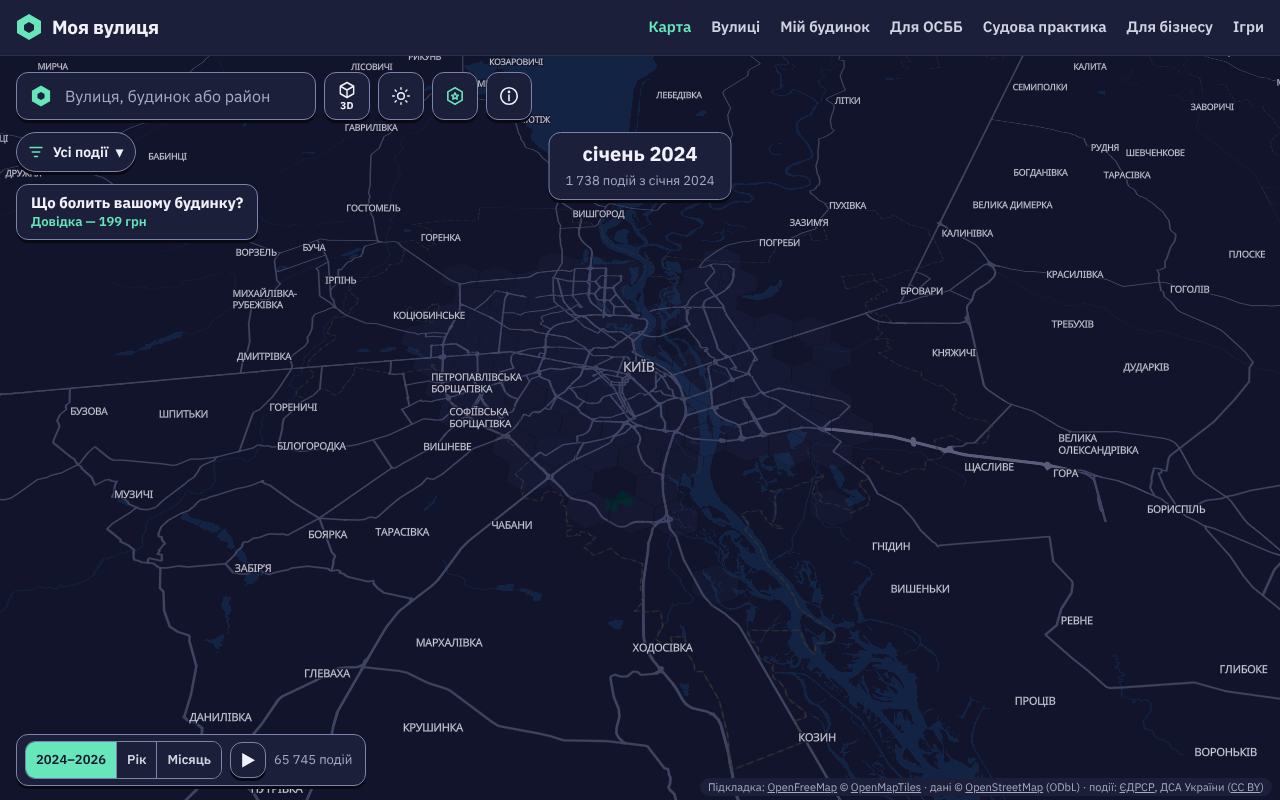 Моя вулиця
Карта
Вулиці
Мій будинок
Для ОСББ
Судова практика
Для бізнесу
Ігри
МИРЧА
ЛІСОВИЧІ
КОЗАРОВИЧІ
КАЛИТА
Вулиця, будинок або район
3D
ЛЕБЕДІВКА
ЛІТКИ
СЕМИПОЛКИ
ЗАВОРИЧІ
ГАВРИЛІВКА
Усі події ▾
БАБИНЦІ
січень 2024
1 738 подій з січня 2024
РУДНЯ
ШЕВЧЕНКОВЕ
БОГДАНІВКА
ТАРАСІВКА
Що болить вашому будинку?
Довідка — 199 грн
ГОСТОМЕЛЬ
ВИШГОРОД
ПУХІВКА
ВЕЛИКА ДИМЕРКА
ЗАЗИМ'Я
КАЛИНІВКА
ГОРЕНКА
ПОГРЕБИ
ВОРЗЕЛЬ
БУЧА
ПЛОСКЕ
ІРПІНЬ
КРАСИЛІВКА
МИХАЙЛІВКА-
РУБЕЖІВКА
БРОВАРИ
ГОГОЛІВ
КОЦЮБИНСЬКЕ
ТРЕБУХІВ
ДМИТРІВКА
КНЯЖИЧІ
КИЇВ
ДУДАРКІВ
ПЕТРОПАВЛІВСЬКА
БОРЩАГІВКА
БУЗОВА
ШПИТЬКИ
ГОРЕНИЧІ
СОФІЇВСЬКА
БОРЩАГІВКА
БІЛОГОРОДКА
ВИШНЕВЕ
ВЕЛИКА
ОЛЕКСАНДРІВКА
ЩАСЛИВЕ
ГОРА
МУЗИЧІ
БОРИСПІЛЬ
БОЯРКА
ТАРАСІВКА
ЧАБАНИ
ГНІДИН
ЗАБІР'Я
ВИШЕНЬКИ
РЕВНЕ
МАРХАЛІВКА
ХОДОСІВКА
ГЛЕВАХА
ГЛИБОКЕ
ПРОЦІВ
ДАНИЛІВКА
КРУШИНКА
КОЗИН
ВОРОНЬКІВ
2024–2026
Рік
Місяць
65 745 подій
Підкладка: OpenFreeMap © OpenMapTiles · дані © OpenStreetMap (ODbL) · події: ЄДРСР, ДСА України (CC BY)